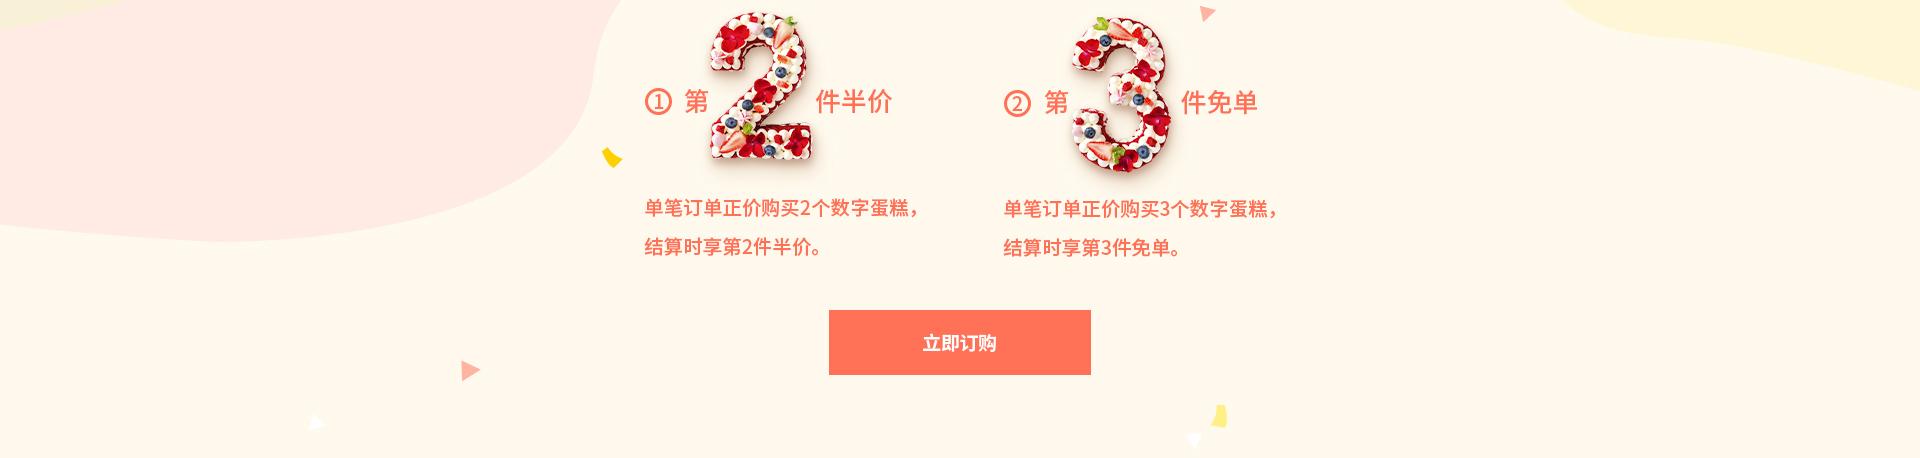 ① 第2件半价
单笔订单正价购买2个数字蛋糕，
结算时享第2件半价。
② 第3件免单
单笔订单正价购买3个数字蛋糕，
结算时享第3件免单。
立即订购